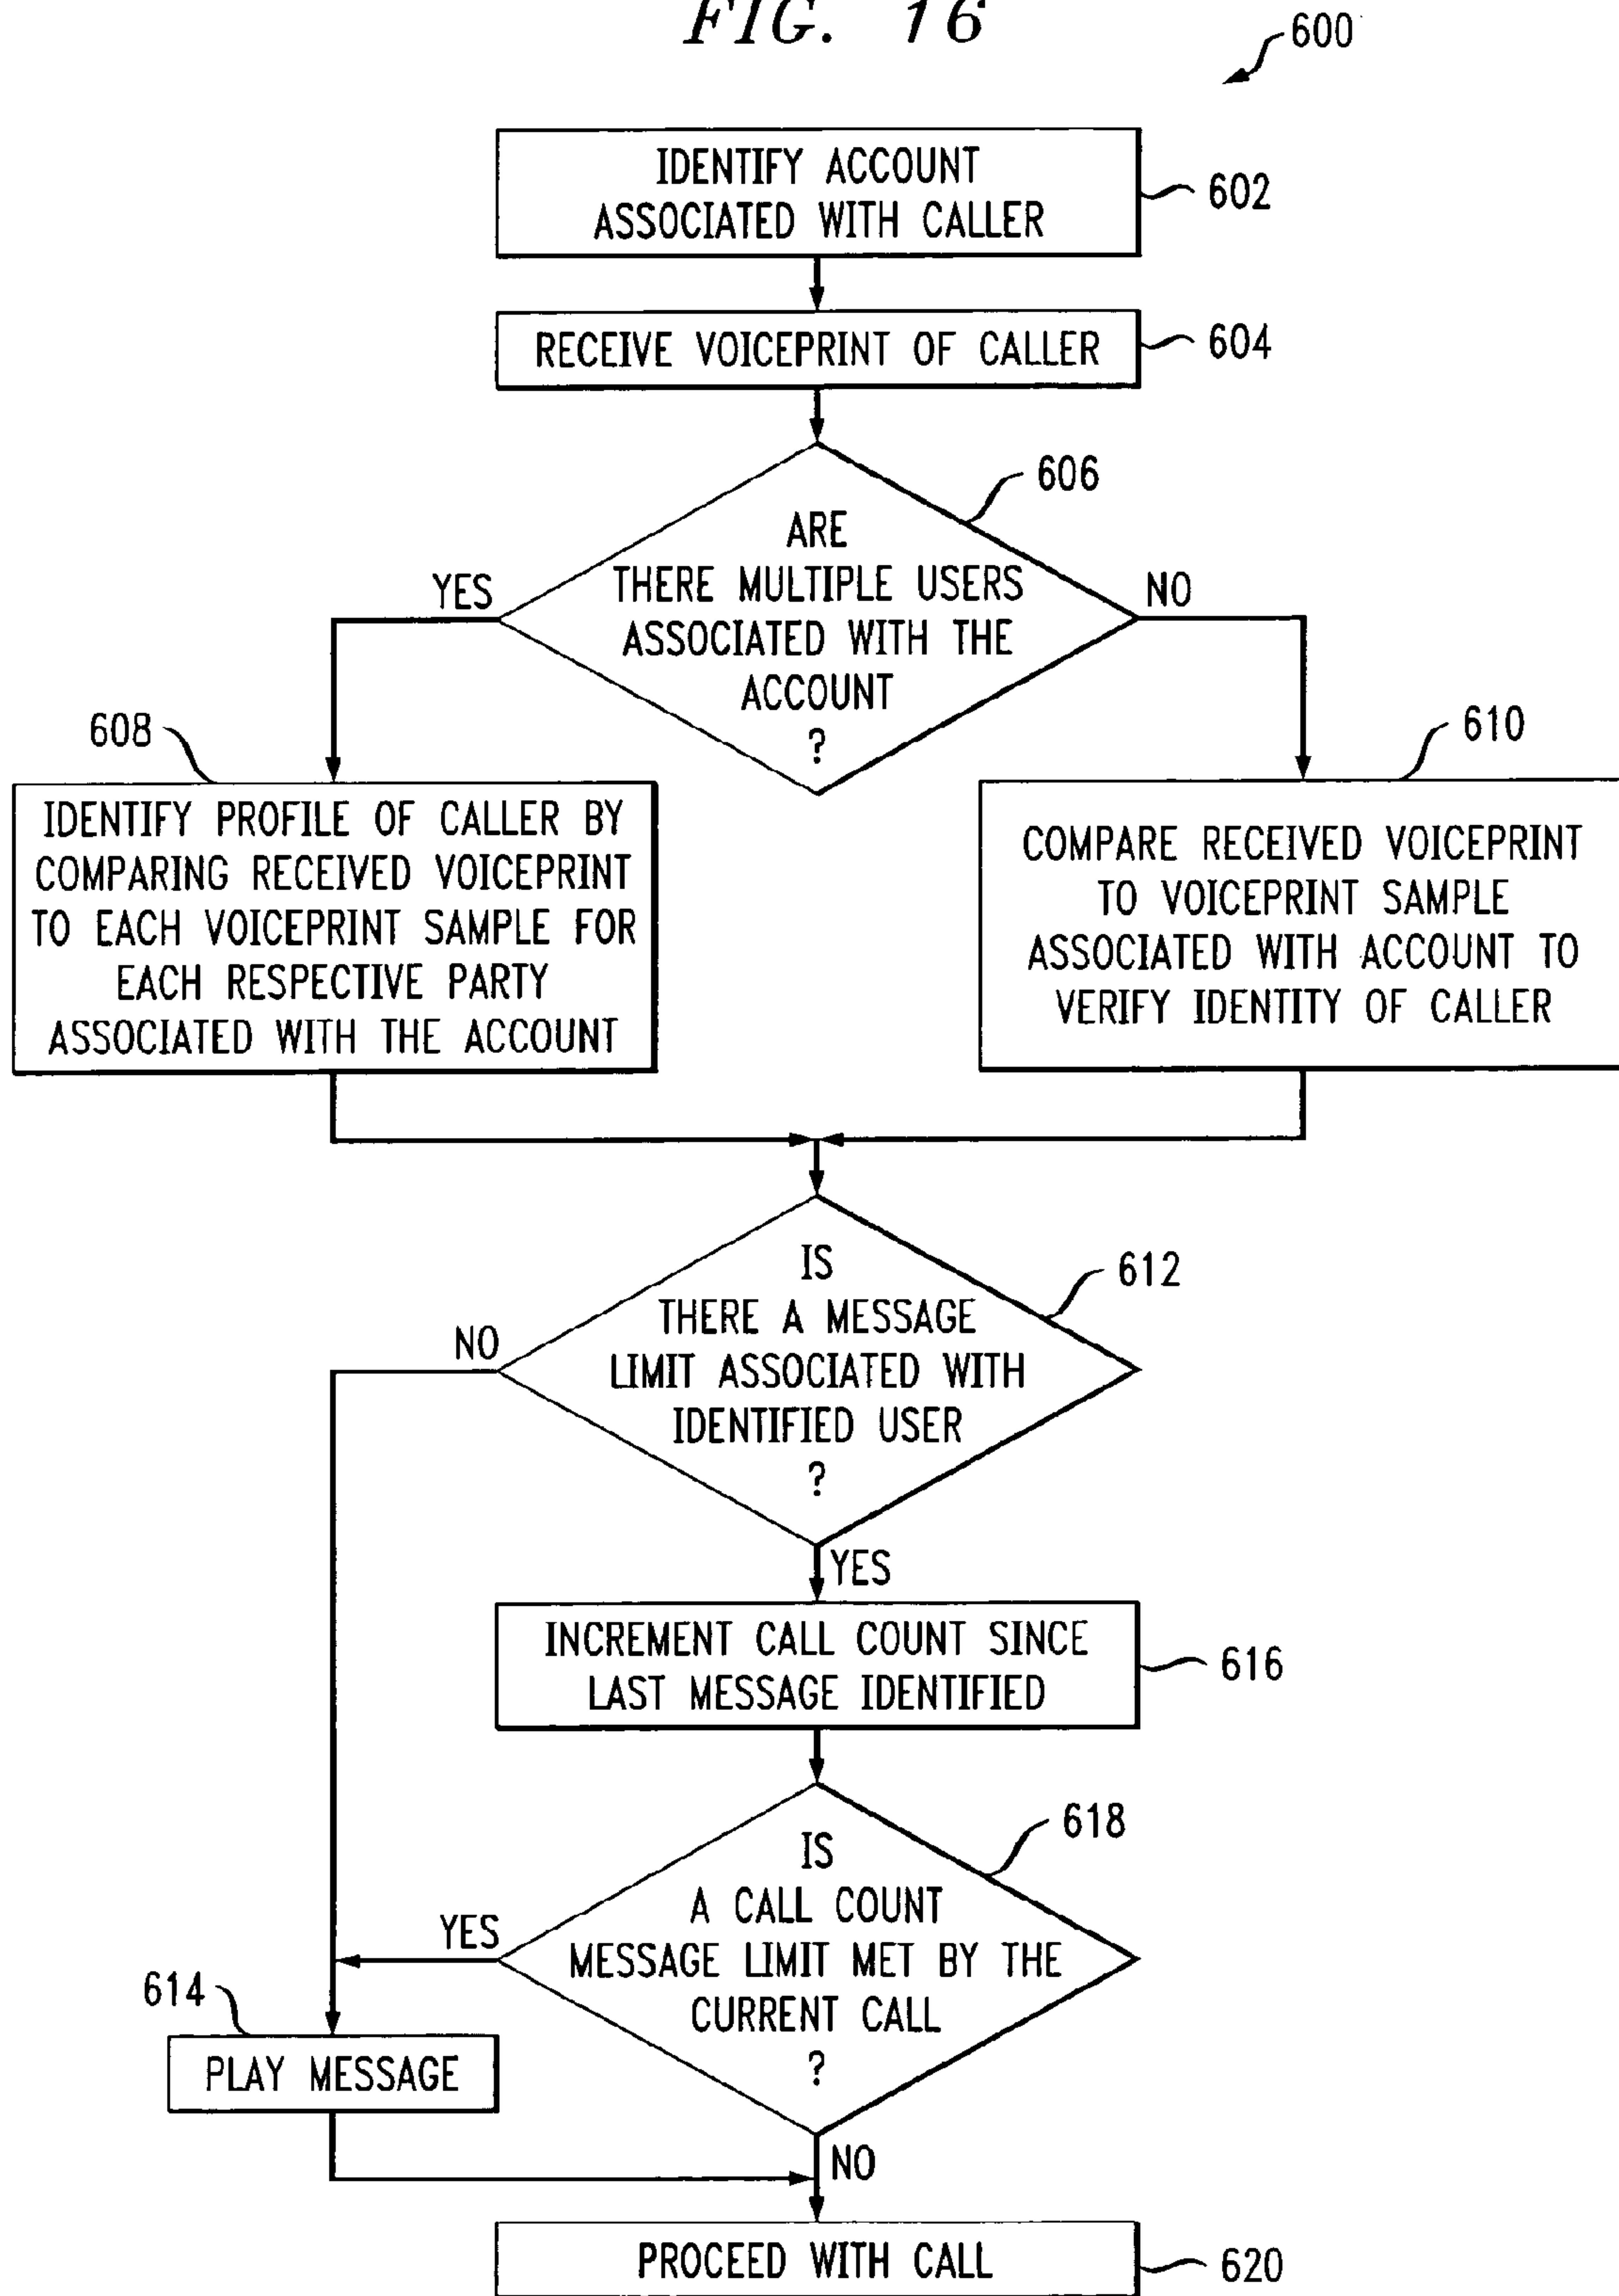 FIG. 16
600
IDENTIFY ACCOUNT
ASSOCIATED WITH CALLER
602
RECEIVE VOICEPRINT OF CALLER
604
606
ARE
THERE MULTIPLE USERS
ASSOCIATED WITH THE
ACCOUNT
?
YES
NO
608
IDENTIFY PROFILE OF CALLER BY
COMPARING RECEIVED VOICEPRINT
TO EACH VOICEPRINT SAMPLE FOR
EACH RESPECTIVE PARTY
ASSOCIATED WITH THE ACCOUNT
610
COMPARE RECEIVED VOICEPRINT
TO VOICEPRINT SAMPLE
ASSOCIATED WITH ACCOUNT TO
VERIFY IDENTITY OF CALLER
612
IS
THERE A MESSAGE
LIMIT ASSOCIATED WITH
IDENTIFIED USER
?
NO
YES
INCREMENT CALL COUNT SINCE
LAST MESSAGE IDENTIFIED
616
618
IS
A CALL COUNT
MESSAGE LIMIT MET BY THE
CURRENT CALL
?
YES
614
PLAY MESSAGE
NO
PROCEED WITH CALL
620